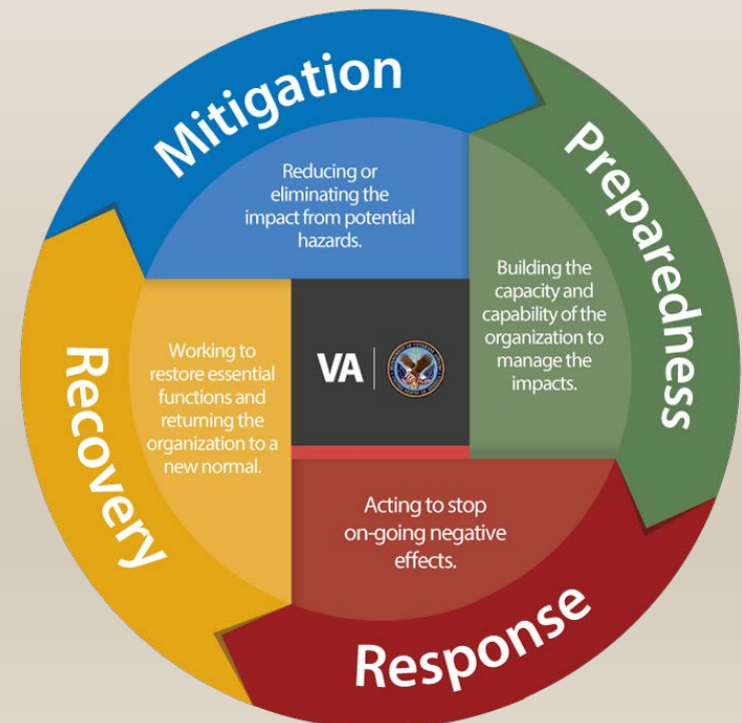 Mitigation
Reducing or
eliminating the
impact from potential
hazards.
Preparedness
Building the
capacity and
capability of the
organization to
manage the
impacts.
Response
Acting to stop
on-going negative
effects.
Recovery
Working to
restore essential
functions and
returning the
organization to a
new normal.
VA